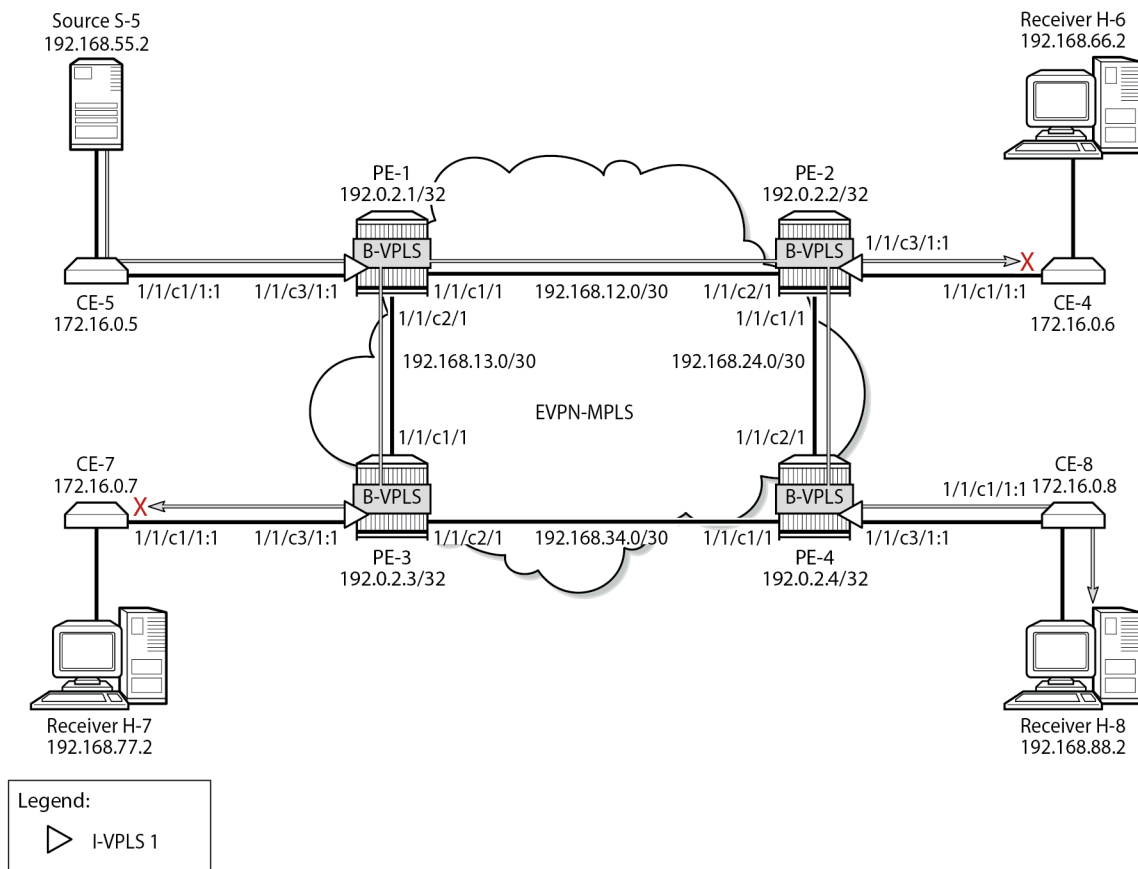 Source S-5
192.168.55.2
Receiver H-6
192.168.66.2
PE-1
192.0.2.1/32
PE-2
192.0.2.2/32
B-VPLS
B-VPLS
1/1/c3/1:1
X
CE-5
172.16.0.5
1/1/c1/1:1
1/1/c3/1:1
1/1/c1/1
192.168.12.0/30
1/1/c2/1
1/1/c1/1:1
CE-4
172.16.0.6
1/1/c2/1
1/1/c1/1
192.168.13.0/30
192.168.24.0/30
EVPN-MPLS
1/1/c1/1
1/1/c2/1
CE-7
172.16.0.7
CE-8
172.16.0.8
1/1/c1/1:1
X
B-VPLS
B-VPLS
1/1/c1/1:1
1/1/c3/1:1
1/1/c2/1
192.168.34.0/30
1/1/c1/1
1/1/c3/1:1
PE-3
192.0.2.3/32
PE-4
192.0.2.4/32
Receiver H-7
192.168.77.2
Receiver H-8
192.168.88.2
Legend:
I-VPLS 1